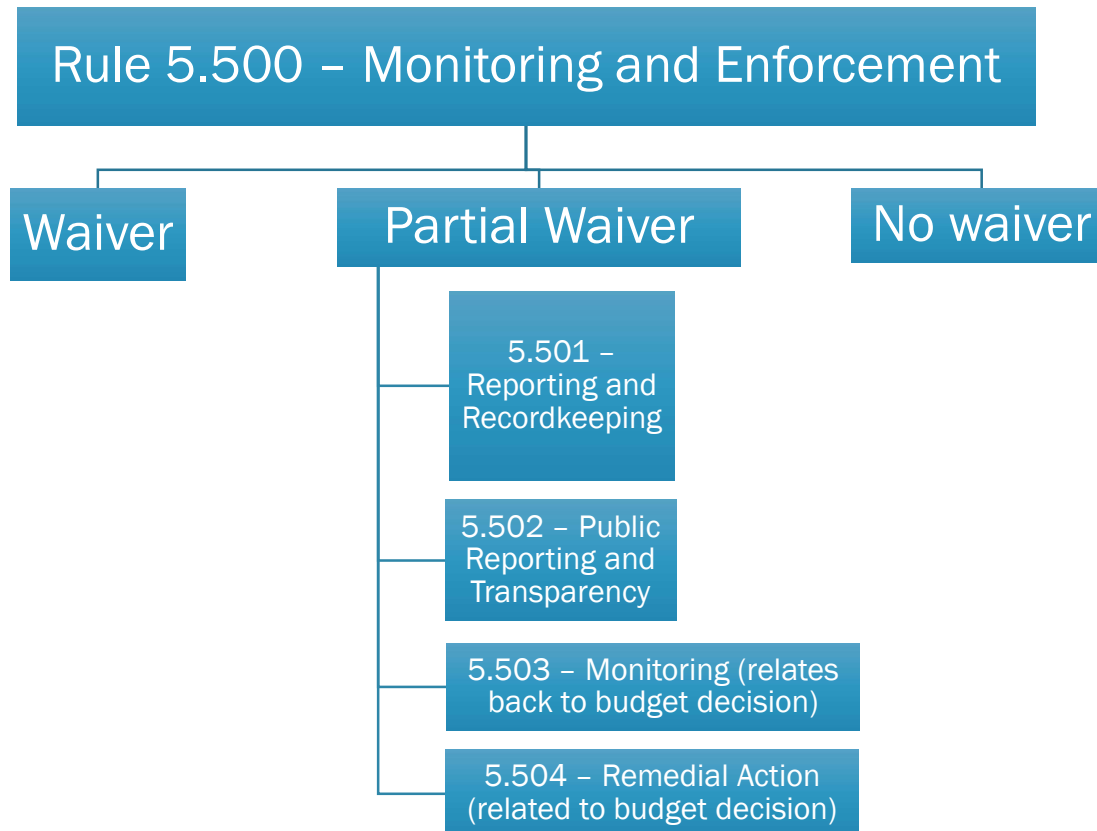 Rule 5.500 – Monitoring and Enforcement
Waiver
Partial Waiver
No waiver
5.501 –
Reporting and
Recordkeeping
5.502 – Public
Reporting and
Transparency
5.503 – Monitoring (relates
back to budget decision)
5.504 – Remedial Action
(related to budget decision)